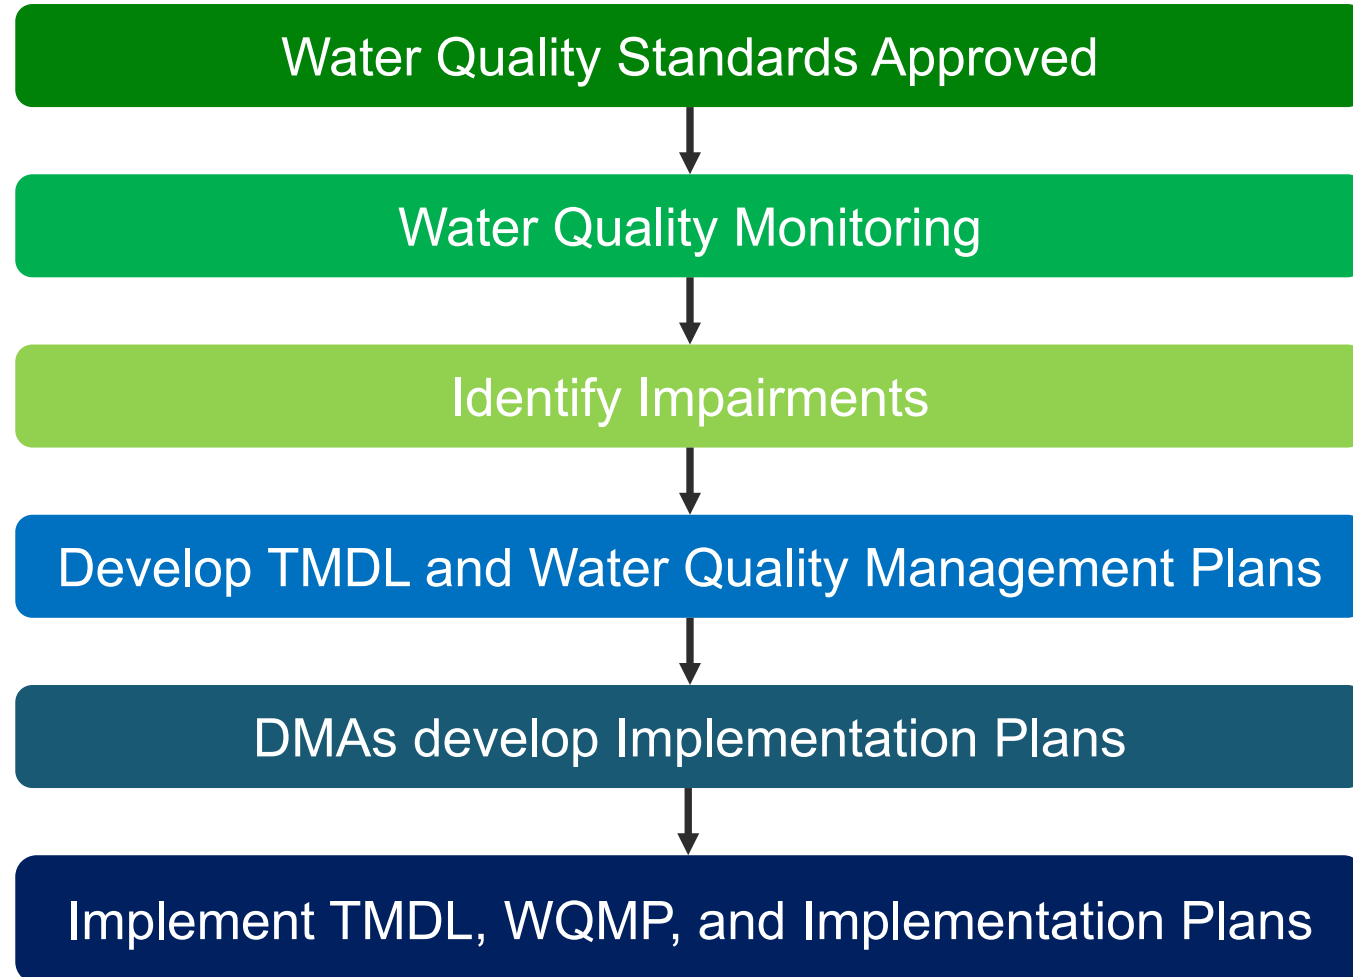 Water Quality Standards Approved
Water Quality Monitoring
Identify Impairments
Develop TMDL and Water Quality Management Plans
DMAs develop Implementation Plans
Implement TMDL, WQMP, and Implementation Plans